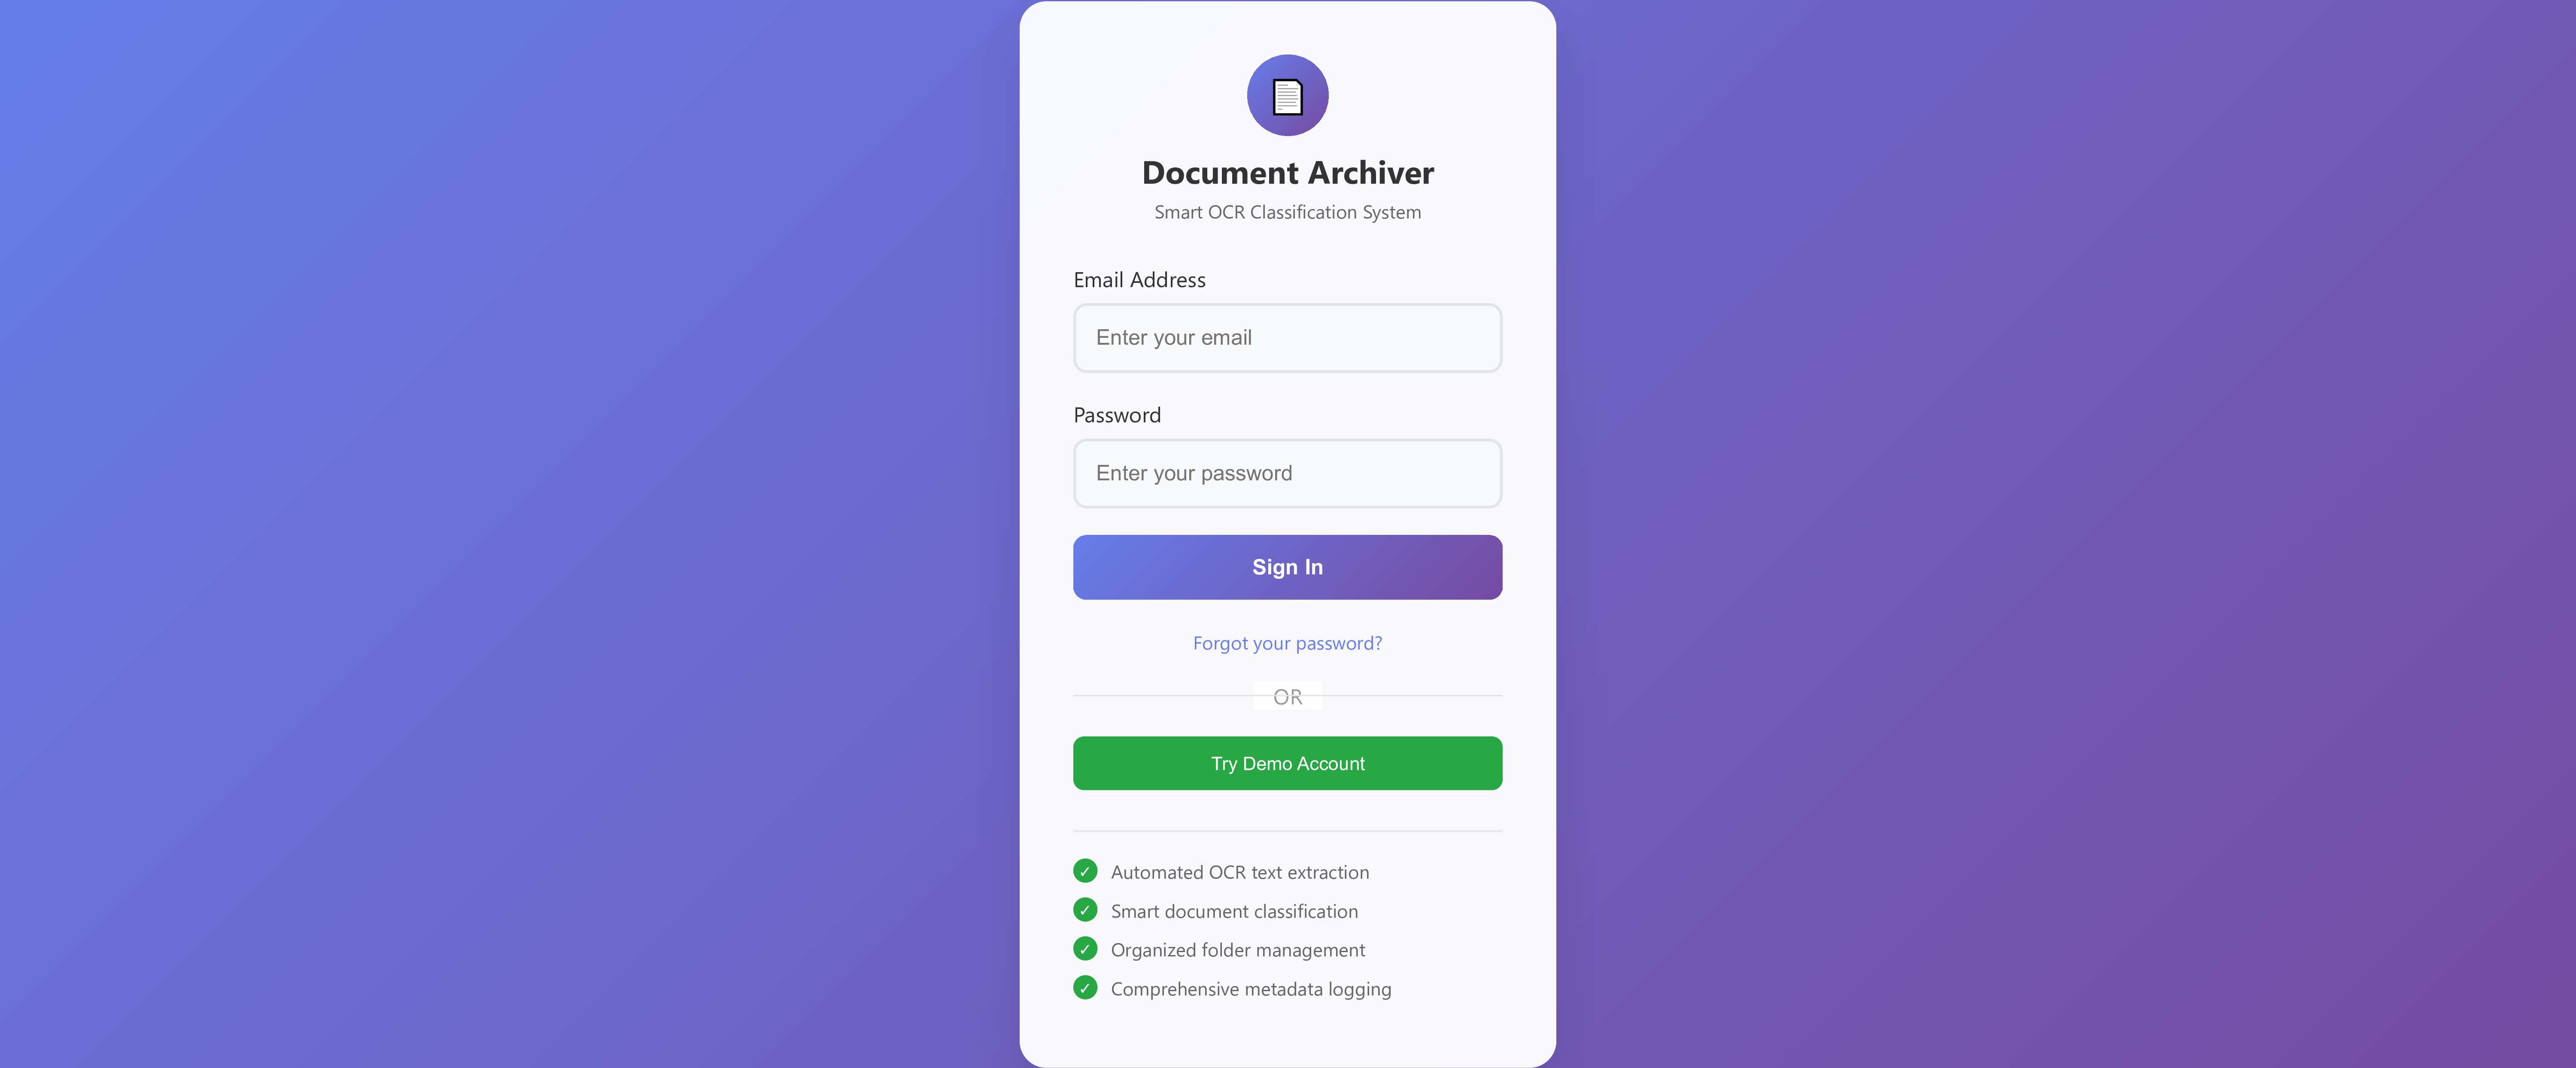 Document Archiver
Smart OCR Classification System
Email Address
Enter your email
Password
Enter your password
Sign In
Forgot your password?
OR
Try Demo Account
✓ Automated OCR text extraction
✓ Smart document classification
✓ Organized folder management
✓ Comprehensive metadata logging